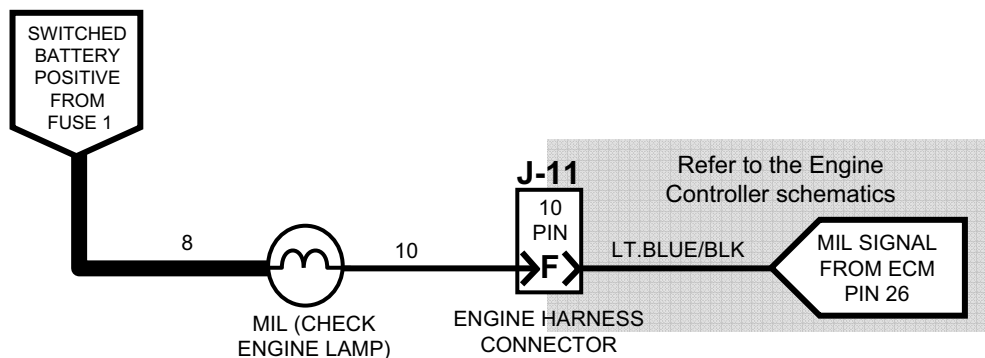 SWITCHED
BATTERY
POSITIVE
FROM
FUSE 1
8
MIL (CHECK
ENGINE LAMP)
10
J-11
10
PIN
F
ENGINE HARNESS
CONNECTOR
Refer to the Engine
Controller schematics
LT.BLUE/BLK
MIL SIGNAL
FROM ECM
PIN 26